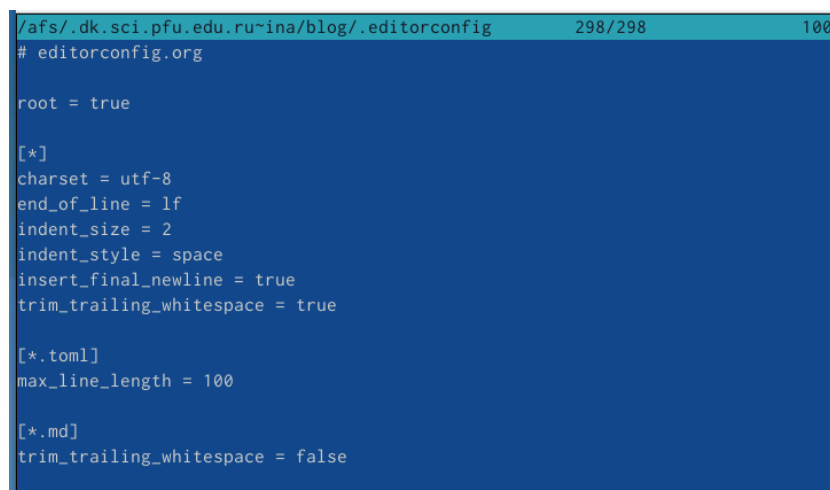 /afs/.dk.sci.pfu.edu.ru~ina/blog/.editorconfig 298/298 100
# editorconfig.org
root = true
[*]
charset = utf-8
end_of_line = lf
indent_size = 2
indent_style = space
insert_final_newline = true
trim_trailing_whitespace = true
[*.toml]
max_line_length = 100
[*.md]
trim_trailing_whitespace = false